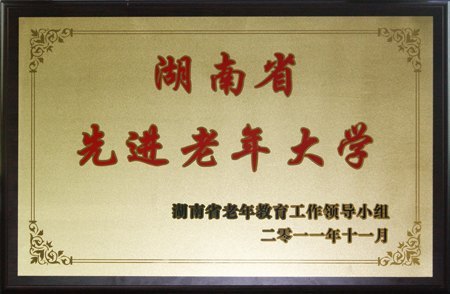 湖南省
先进老年大学
湖南省老年教育工作领导小组
二零一一年十一月